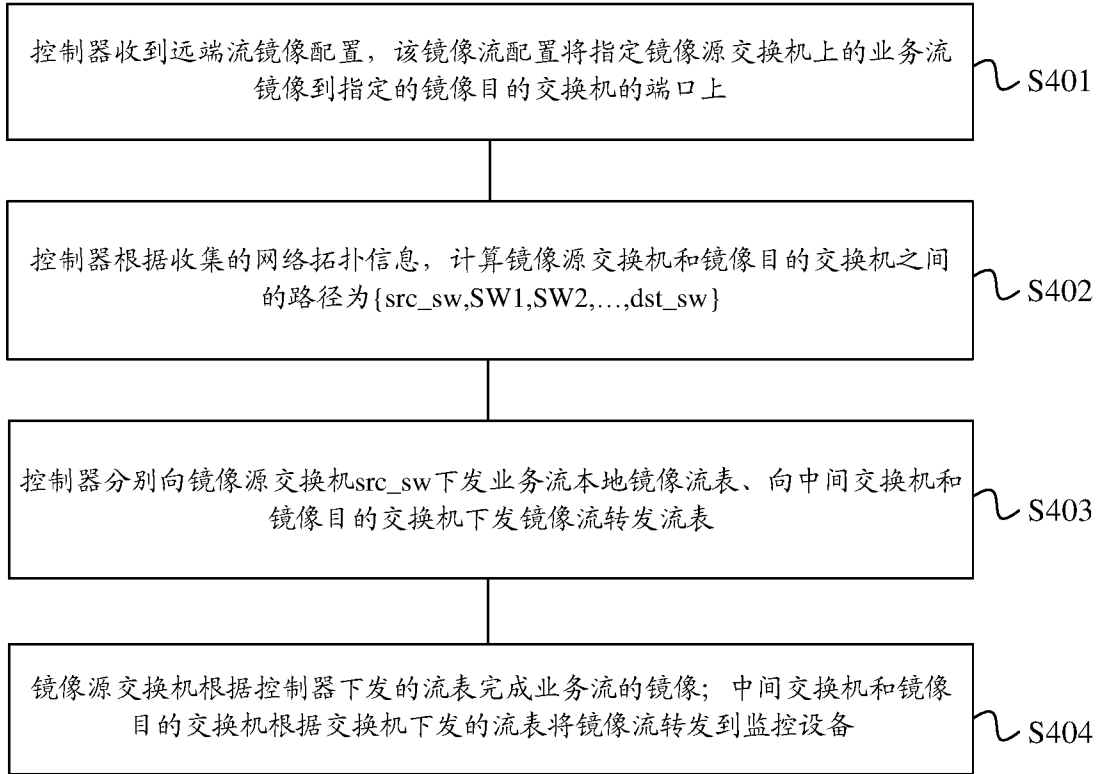 控制器收到远端流镜像配置，该镜像流配置将指定镜像源交换机上的业务流
镜像到指定的镜像目的交换机的端口上
S401
控制器根据收集的网络拓扑信息，计算镜像源交换机和镜像目的交换机之间
的路径为{src_sw,SW1,SW2,…,dst_sw}
S402
控制器分别向镜像源交换机src_sw下发业务流本地镜像流表、向中间交换机和
镜像目的交换机下发镜像流转发流表
S403
镜像源交换机根据控制器下发的流表完成业务流的镜像；中间交换机和镜像
目的交换机根据交换机下发的流表将镜像流转发到监控设备
S404